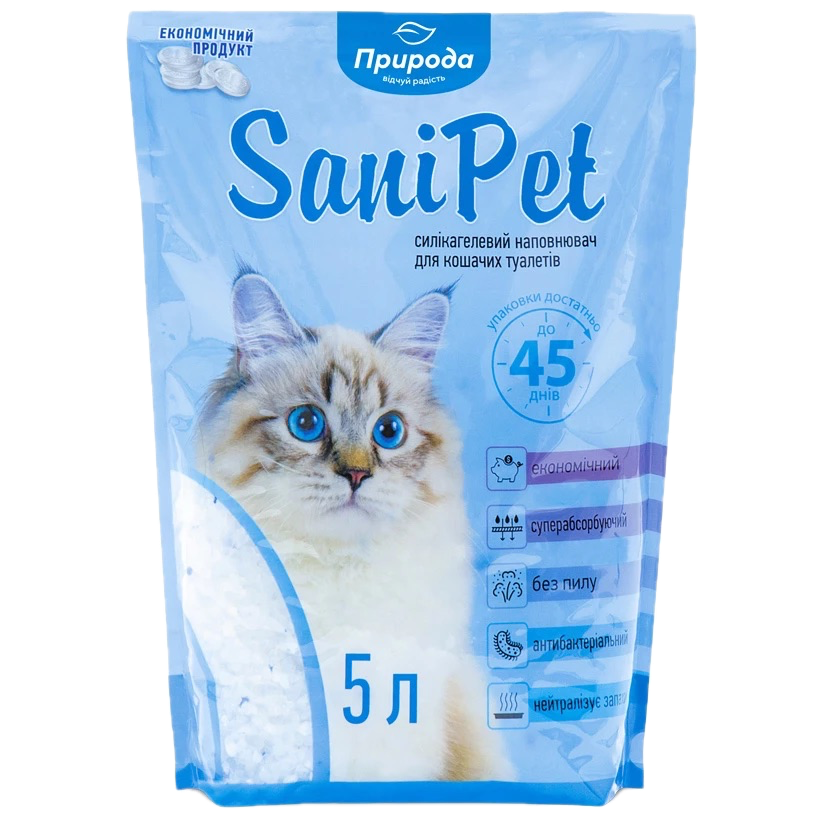 ЕКОНОМІЧНИЙ
ПРОДУКТ
Природа
відчуй радість
SaniPet
силікагелевий наповнювач
для кошачих туалетів
упаковки достатньо
до
45
днів
$
економічний
суперабсорбуючий
без пилу
антибактеріальний
нейтралізує
5 л